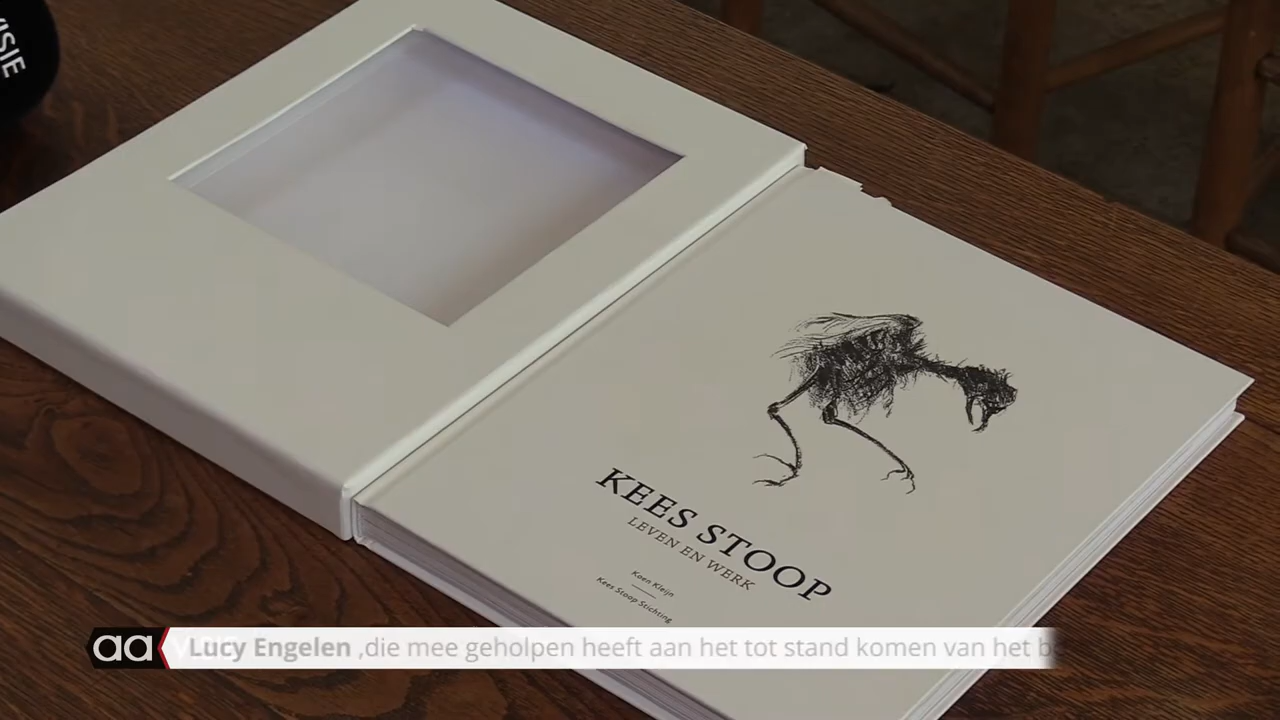 VISIE
KEES STOOP
LEVEN EN WERK
Koen Kleijn
Kees Stoop Stichting
aa
Lucy Engelen ,die mee geholpen heeft aan het tot stand komen van het